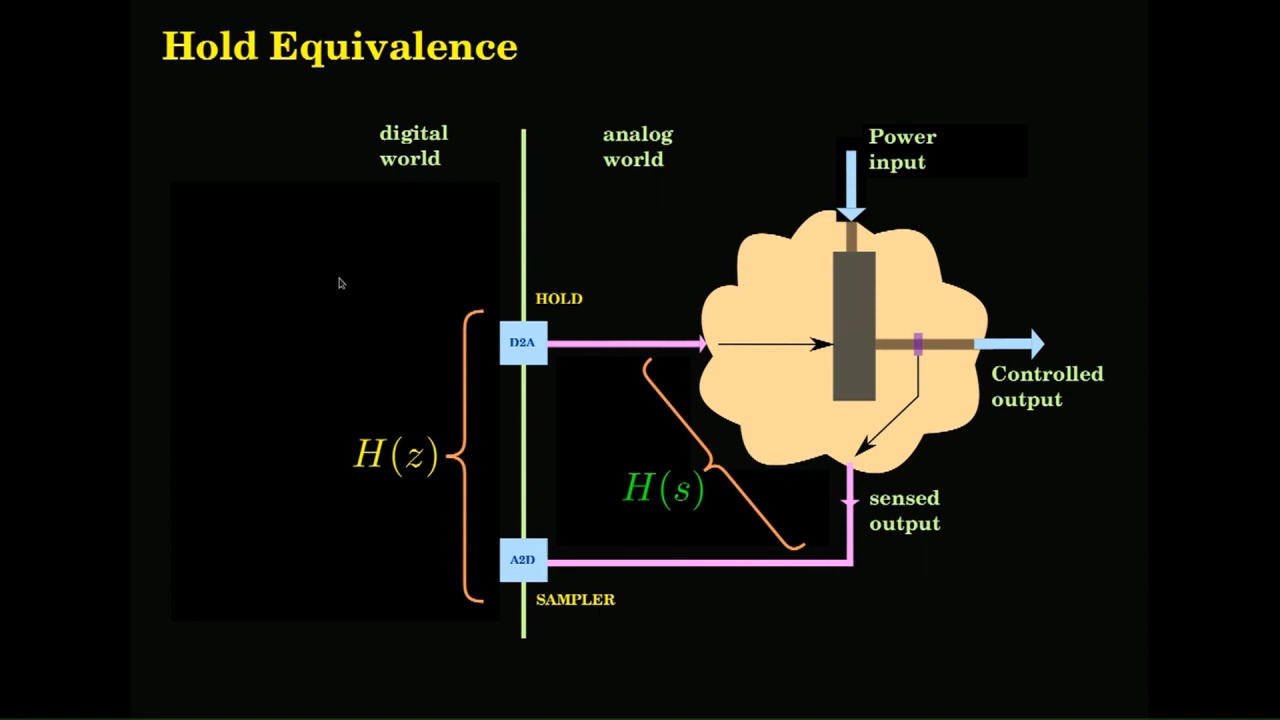 Hold Equivalence
digital
world
analog
world
Power
input
HOLD
D2A
Controlled
output
H(z)
H(s)
sensed
output
A2D
SAMPLER